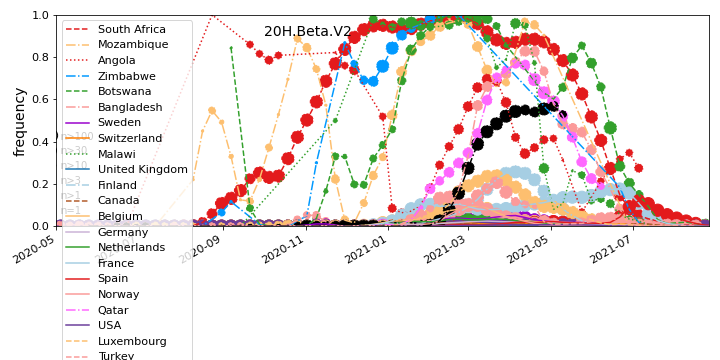 20H.Beta.V2
frequency
1.0
0.8
0.6
0.4
0.2
0.0
South Africa
Mozambique
Angola
Zimbabwe
Botswana
Bangladesh
Sweden
Switzerland
Malawi
United Kingdom
Finland
Canada
Belgium
Germany
Netherlands
France
Spain
Norway
Qatar
USA
Luxembourg
Turkey
2020-05
2020-09
2020-11
2021-01
2021-03
2021-05
2021-07